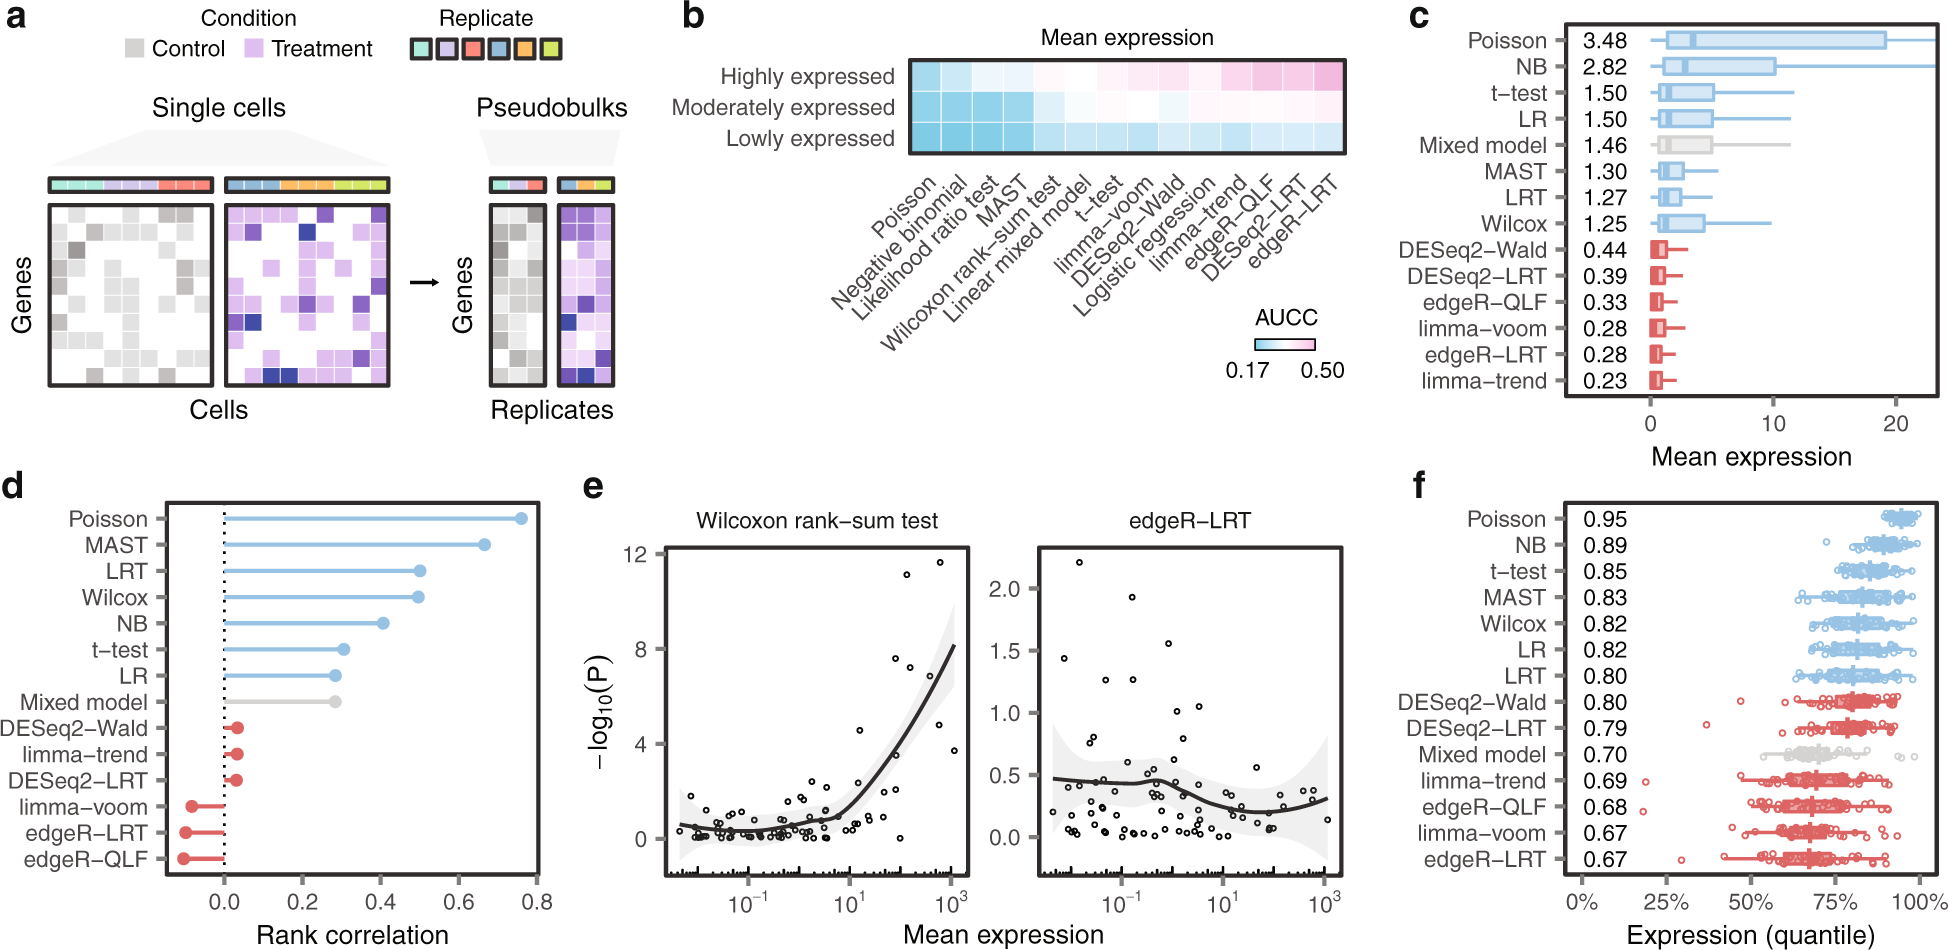 a
Condition
Control
Treatment
Replicate
Single cells
Pseudobulks
Genes
Genes
Cells
Replicates
b
Mean expression
Highly expressed
Moderately expressed
Lowly expressed
Poisson
Negative binomial
Likelihood ratio test
MAST
Wilcoxon rank−sum test
Linear mixed model
t−test
limma−voom
DESeq2−Wald
Logistic regression
limma−trend
edgeR−QLF
DESeq2−LRT
edgeR−LRT
AUCC
0.17 0.50
c
Poisson 3.48
NB 2.82
t−test 1.50
LR 1.50
Mixed model 1.46
MAST 1.30
LRT 1.27
Wilcox 1.25
DESeq2−Wald 0.44
DESeq2−LRT 0.39
edgeR−QLF 0.33
limma−voom 0.28
edgeR−LRT 0.28
limma−trend 0.23
0 10 20
Mean expression
d
Poisson
MAST
LRT
Wilcox
NB
t−test
LR
Mixed model
DESeq2−Wald
limma−trend
DESeq2−LRT
limma−voom
edgeR−LRT
edgeR−QLF
0.0 0.2 0.4 0.6 0.8
Rank correlation
e
Wilcoxon rank−sum test
edgeR−LRT
−log₁₀(P)
12
8
4
0
10⁻¹ 10¹ 10³
2.0
1.5
1.0
0.5
0.0
10⁻¹ 10¹ 10³
Mean expression
f
Poisson 0.95
NB 0.89
t−test 0.85
MAST 0.83
Wilcox 0.82
LR 0.82
LRT 0.80
DESeq2−Wald 0.80
DESeq2−LRT 0.79
Mixed model 0.70
limma−trend 0.69
edgeR−QLF 0.68
limma−voom 0.67
edgeR−LRT 0.67
0% 25% 50% 75% 100%
Expression (quantile)